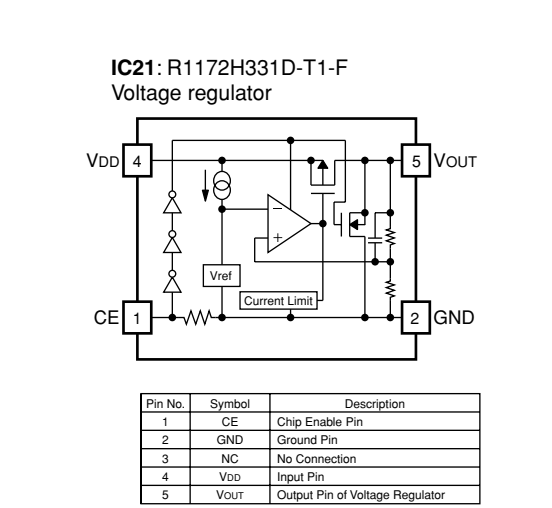 IC21: R1172H331D-T1-F
Voltage regulator
VDD 4
5 VOUT
−
+
Vref
Current Limit
CE 1
2 GND
Pin No. Symbol Description
1 CE Chip Enable Pin
2 GND Ground Pin
3 NC No Connection
4 VDD Input Pin
5 VOUT Output Pin of Voltage Regulator